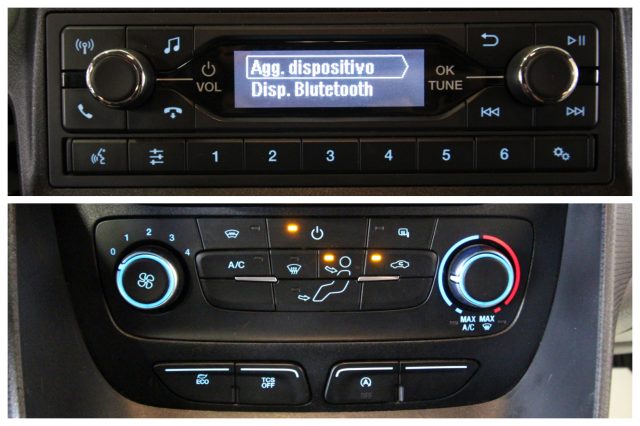 Agg. dispositivo
Disp. Blutetooth
VOL
OK
TUNE
1 2 3 4 5 6
0 1 2 3 4
A/C
MAX A/C
MAX
ECO
TCS OFF
A